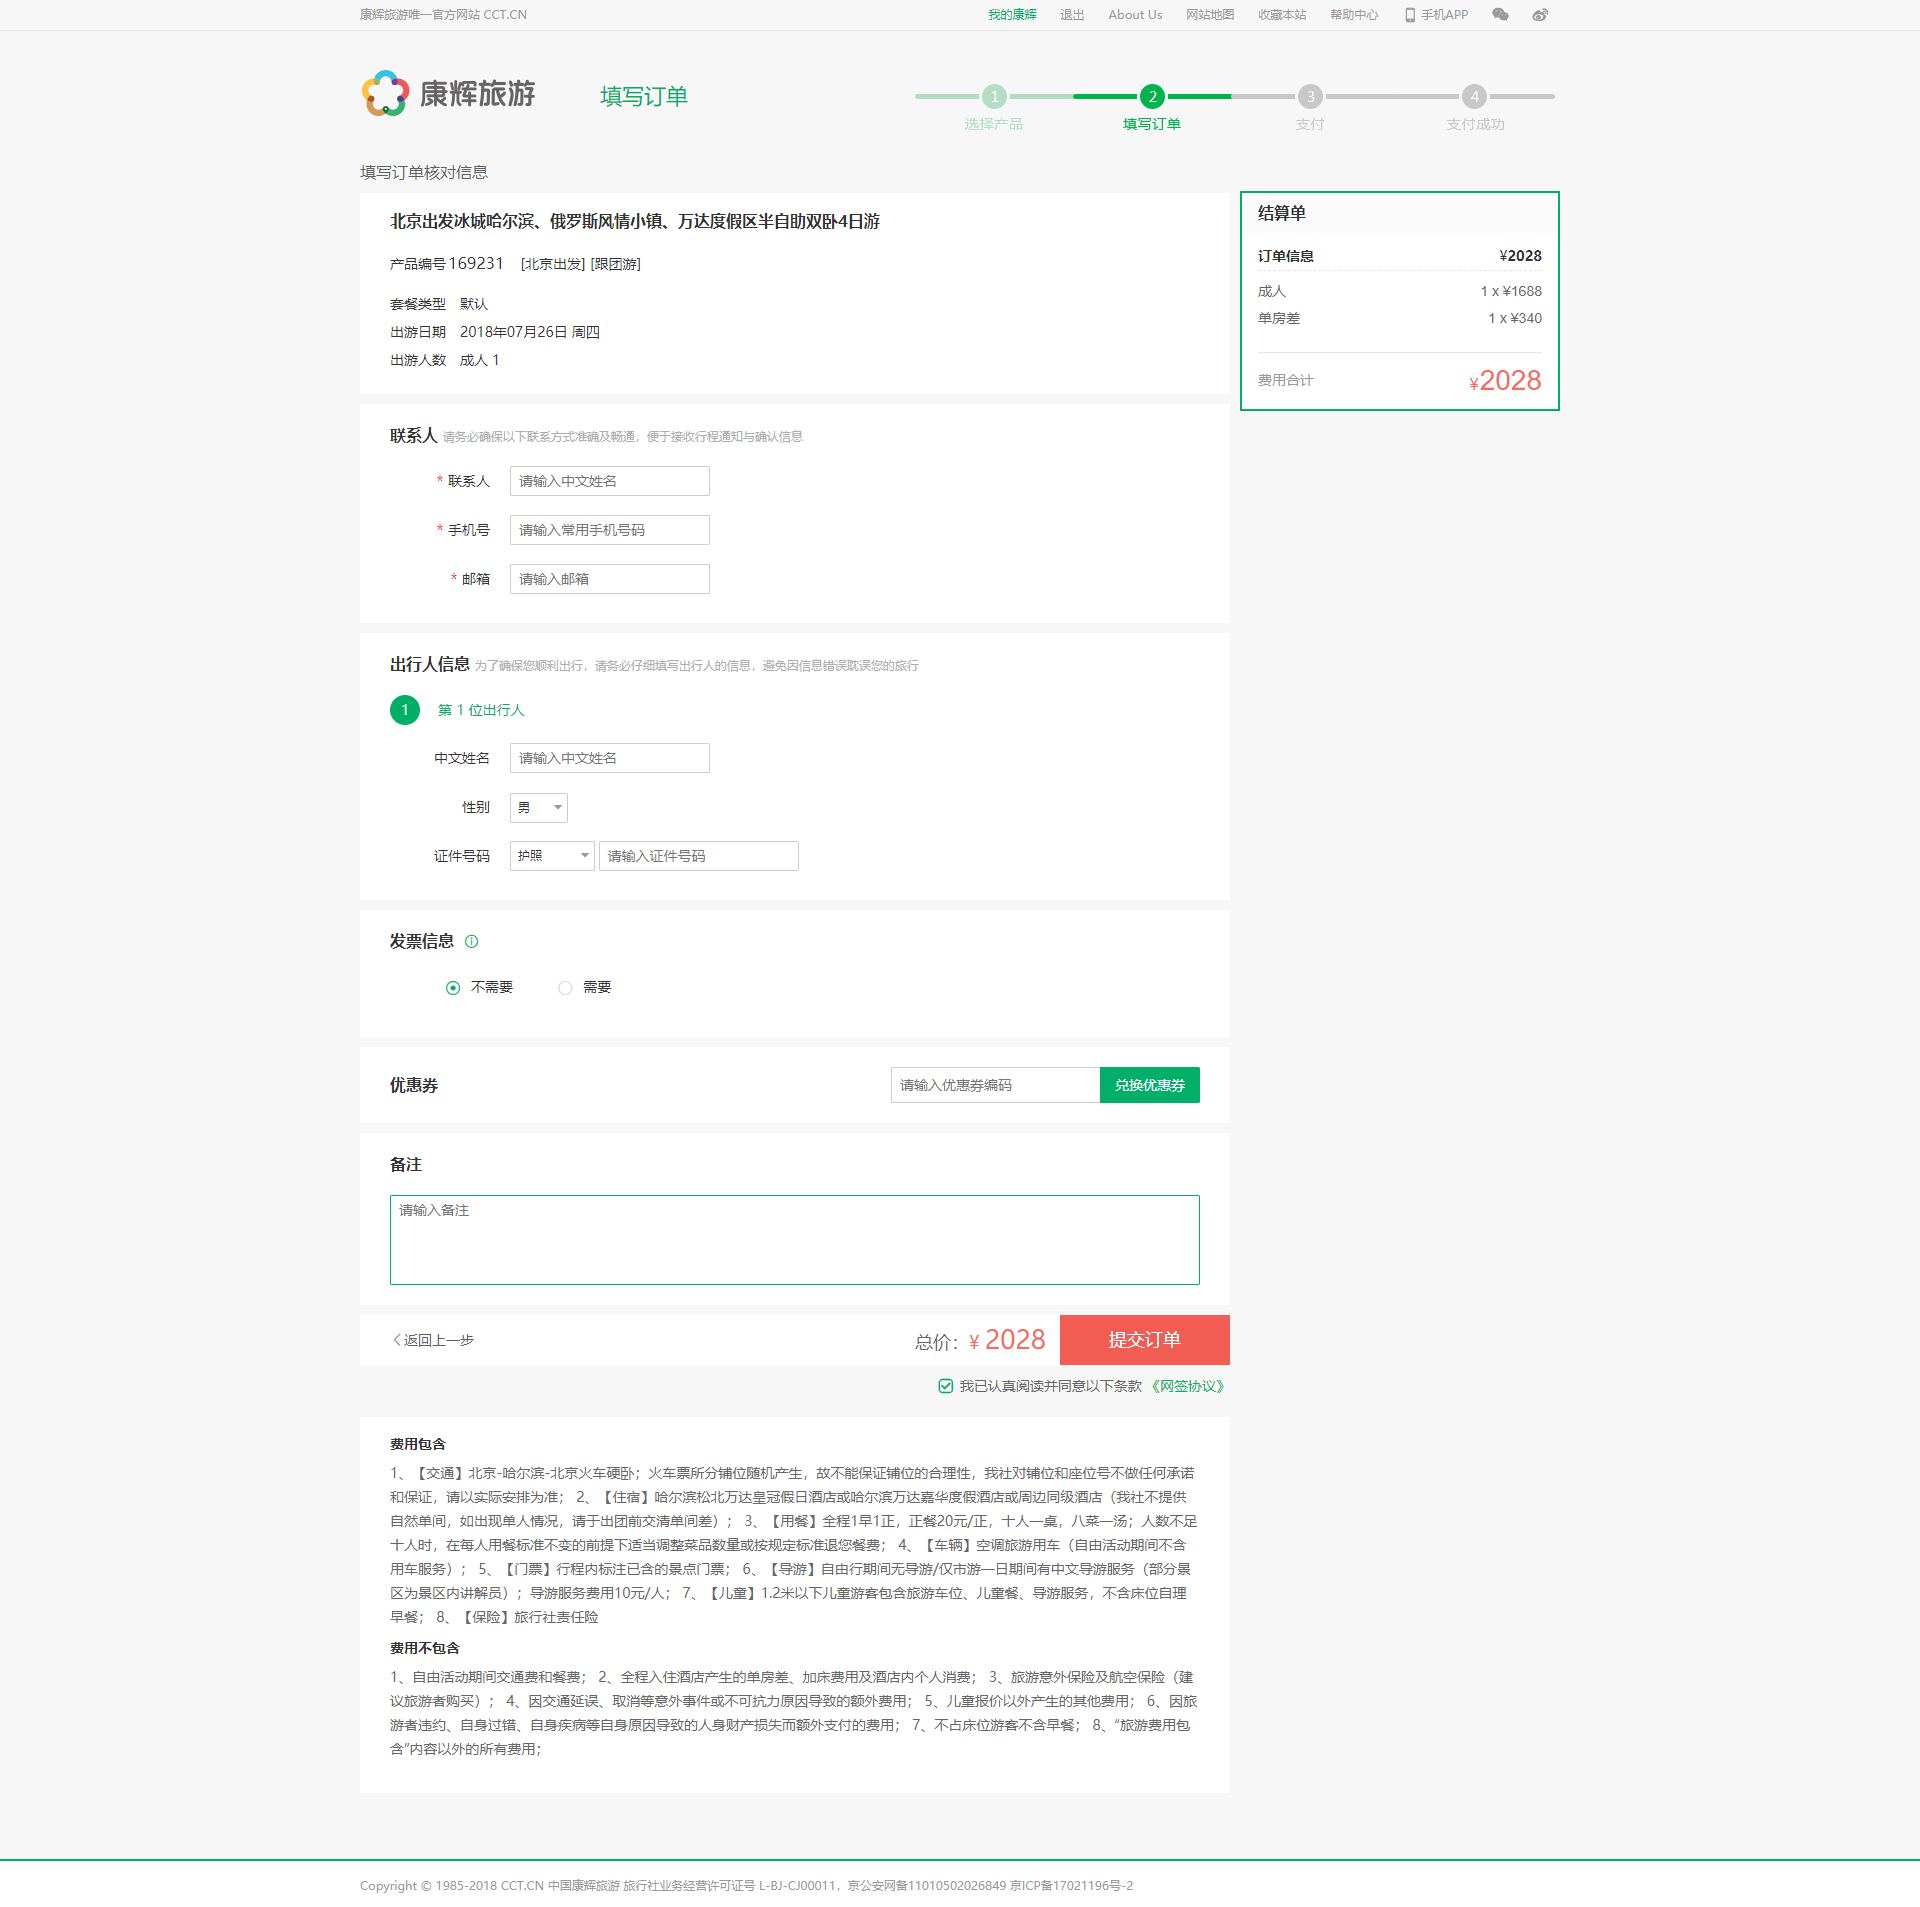 康辉旅游唯一官方网站 CCT.CN
我的康辉 退出 About Us 网站地图 收藏本站 帮助中心 手机APP
康辉旅游 填写订单
1 2 3 4
选择产品 填写订单 支付 支付成功
填写订单核对信息
北京出发冰城哈尔滨、俄罗斯风情小镇、万达度假区半自助双卧4日游
产品编号169231 [北京出发] [跟团游]
套餐类型 默认
出游日期 2018年07月26日 周四
出游人数 成人 1
结算单
订单信息 ¥2028
成人 1 x ¥1688
单房差 1 x ¥340
费用合计 ¥2028
联系人 请务必确保以下联系方式准确及畅通，便于接收行程通知与确认信息
* 联系人 请输入中文姓名
* 手机号 请输入常用手机号码
* 邮箱 请输入邮箱
出行人信息 为了确保您顺利出行，请务必仔细填写出行人的信息，避免因信息错误耽误您的旅行
1 第 1 位出行人
中文姓名 请输入中文姓名
性别 男
证件号码 护照 请输入证件号码
发票信息
不需要 需要
优惠券 请输入优惠券编码 兑换优惠券
备注
请输入备注
返回上一步 总价：¥ 2028 提交订单
我已认真阅读并同意以下条款 《网签协议》
费用包含
1、【交通】北京-哈尔滨-北京火车硬卧；火车票所分铺位随机产生，故不能保证铺位的合理性，我社对铺位和座位号不做任何承诺
和保证，请以实际安排为准； 2、【住宿】哈尔滨松北万达皇冠假日酒店或哈尔滨万达嘉华度假酒店或周边同级酒店（我社不提供
自然单间，如出现单人情况，请于出团前交清单间差）； 3、【用餐】全程1早1正，正餐20元/正，十人一桌，八菜一汤；人数不足
十人时，在每人用餐标准不变的前提下适当调整菜品数量或按规定标准退您餐费； 4、【车辆】空调旅游用车（自由活动期间不含
用车服务）； 5、【门票】行程内标注已含的景点门票； 6、【导游】自由行期间无导游/仅市游一日期间有中文导游服务（部分景
区为景区内讲解员）；导游服务费用10元/人； 7、【儿童】1.2米以下儿童游客包含旅游车位、儿童餐、导游服务，不含床位自理
早餐； 8、【保险】旅行社责任险
费用不包含
1、自由活动期间交通费和餐费； 2、全程入住酒店产生的单房差、加床费用及酒店内个人消费； 3、旅游意外保险及航空保险（建
议旅游者购买）； 4、因交通延误、取消等意外事件或不可抗力原因导致的额外费用； 5、儿童报价以外产生的其他费用； 6、因旅
游者违约、自身过错、自身疾病等自身原因导致的人身财产损失而额外支付的费用； 7、不占床位游客不含早餐； 8、“旅游费用包
含”内容以外的所有费用；
Copyright © 1985-2018 CCT.CN 中国康辉旅游 旅行社业务经营许可证号 L-BJ-CJ00011，京公安网备11010502026849 京ICP备17021196号-2